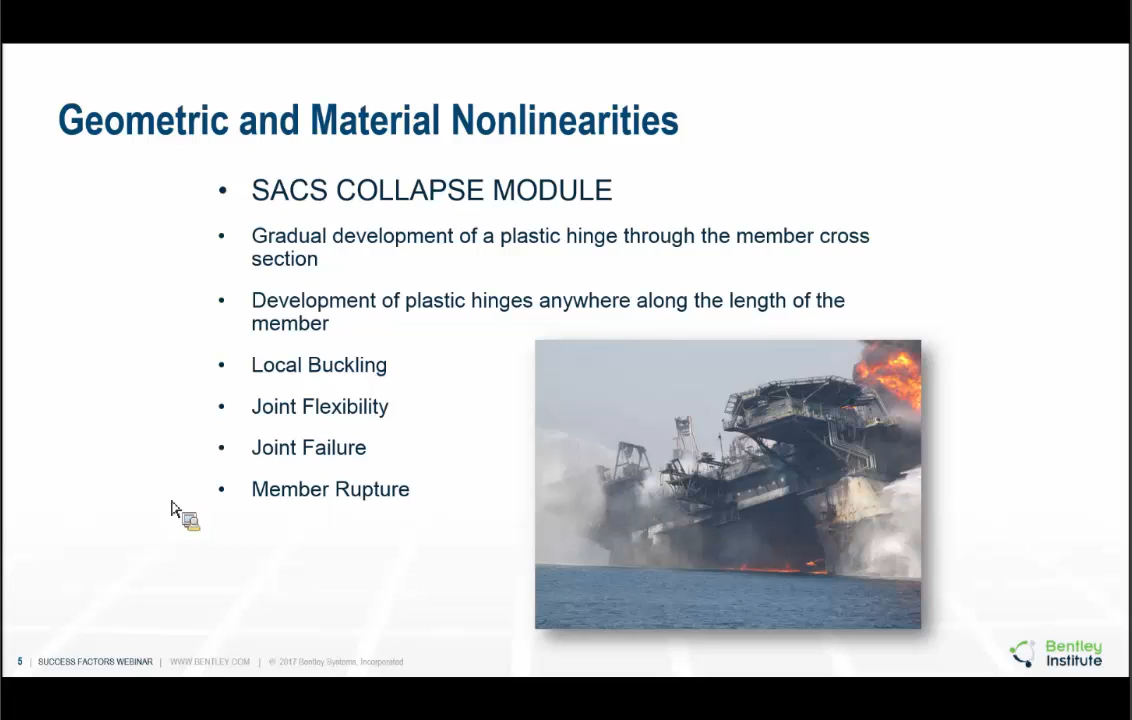 Geometric and Material Nonlinearities
• SACS COLLAPSE MODULE
• Gradual development of a plastic hinge through the member cross
section
• Development of plastic hinges anywhere along the length of the
member
• Local Buckling
• Joint Flexibility
• Joint Failure
• Member Rupture
5 | SUCCESS FACTORS WEBINAR | WWW.BENTLEY.COM | © 2017 Bentley Systems, Incorporated
Bentley
Institute